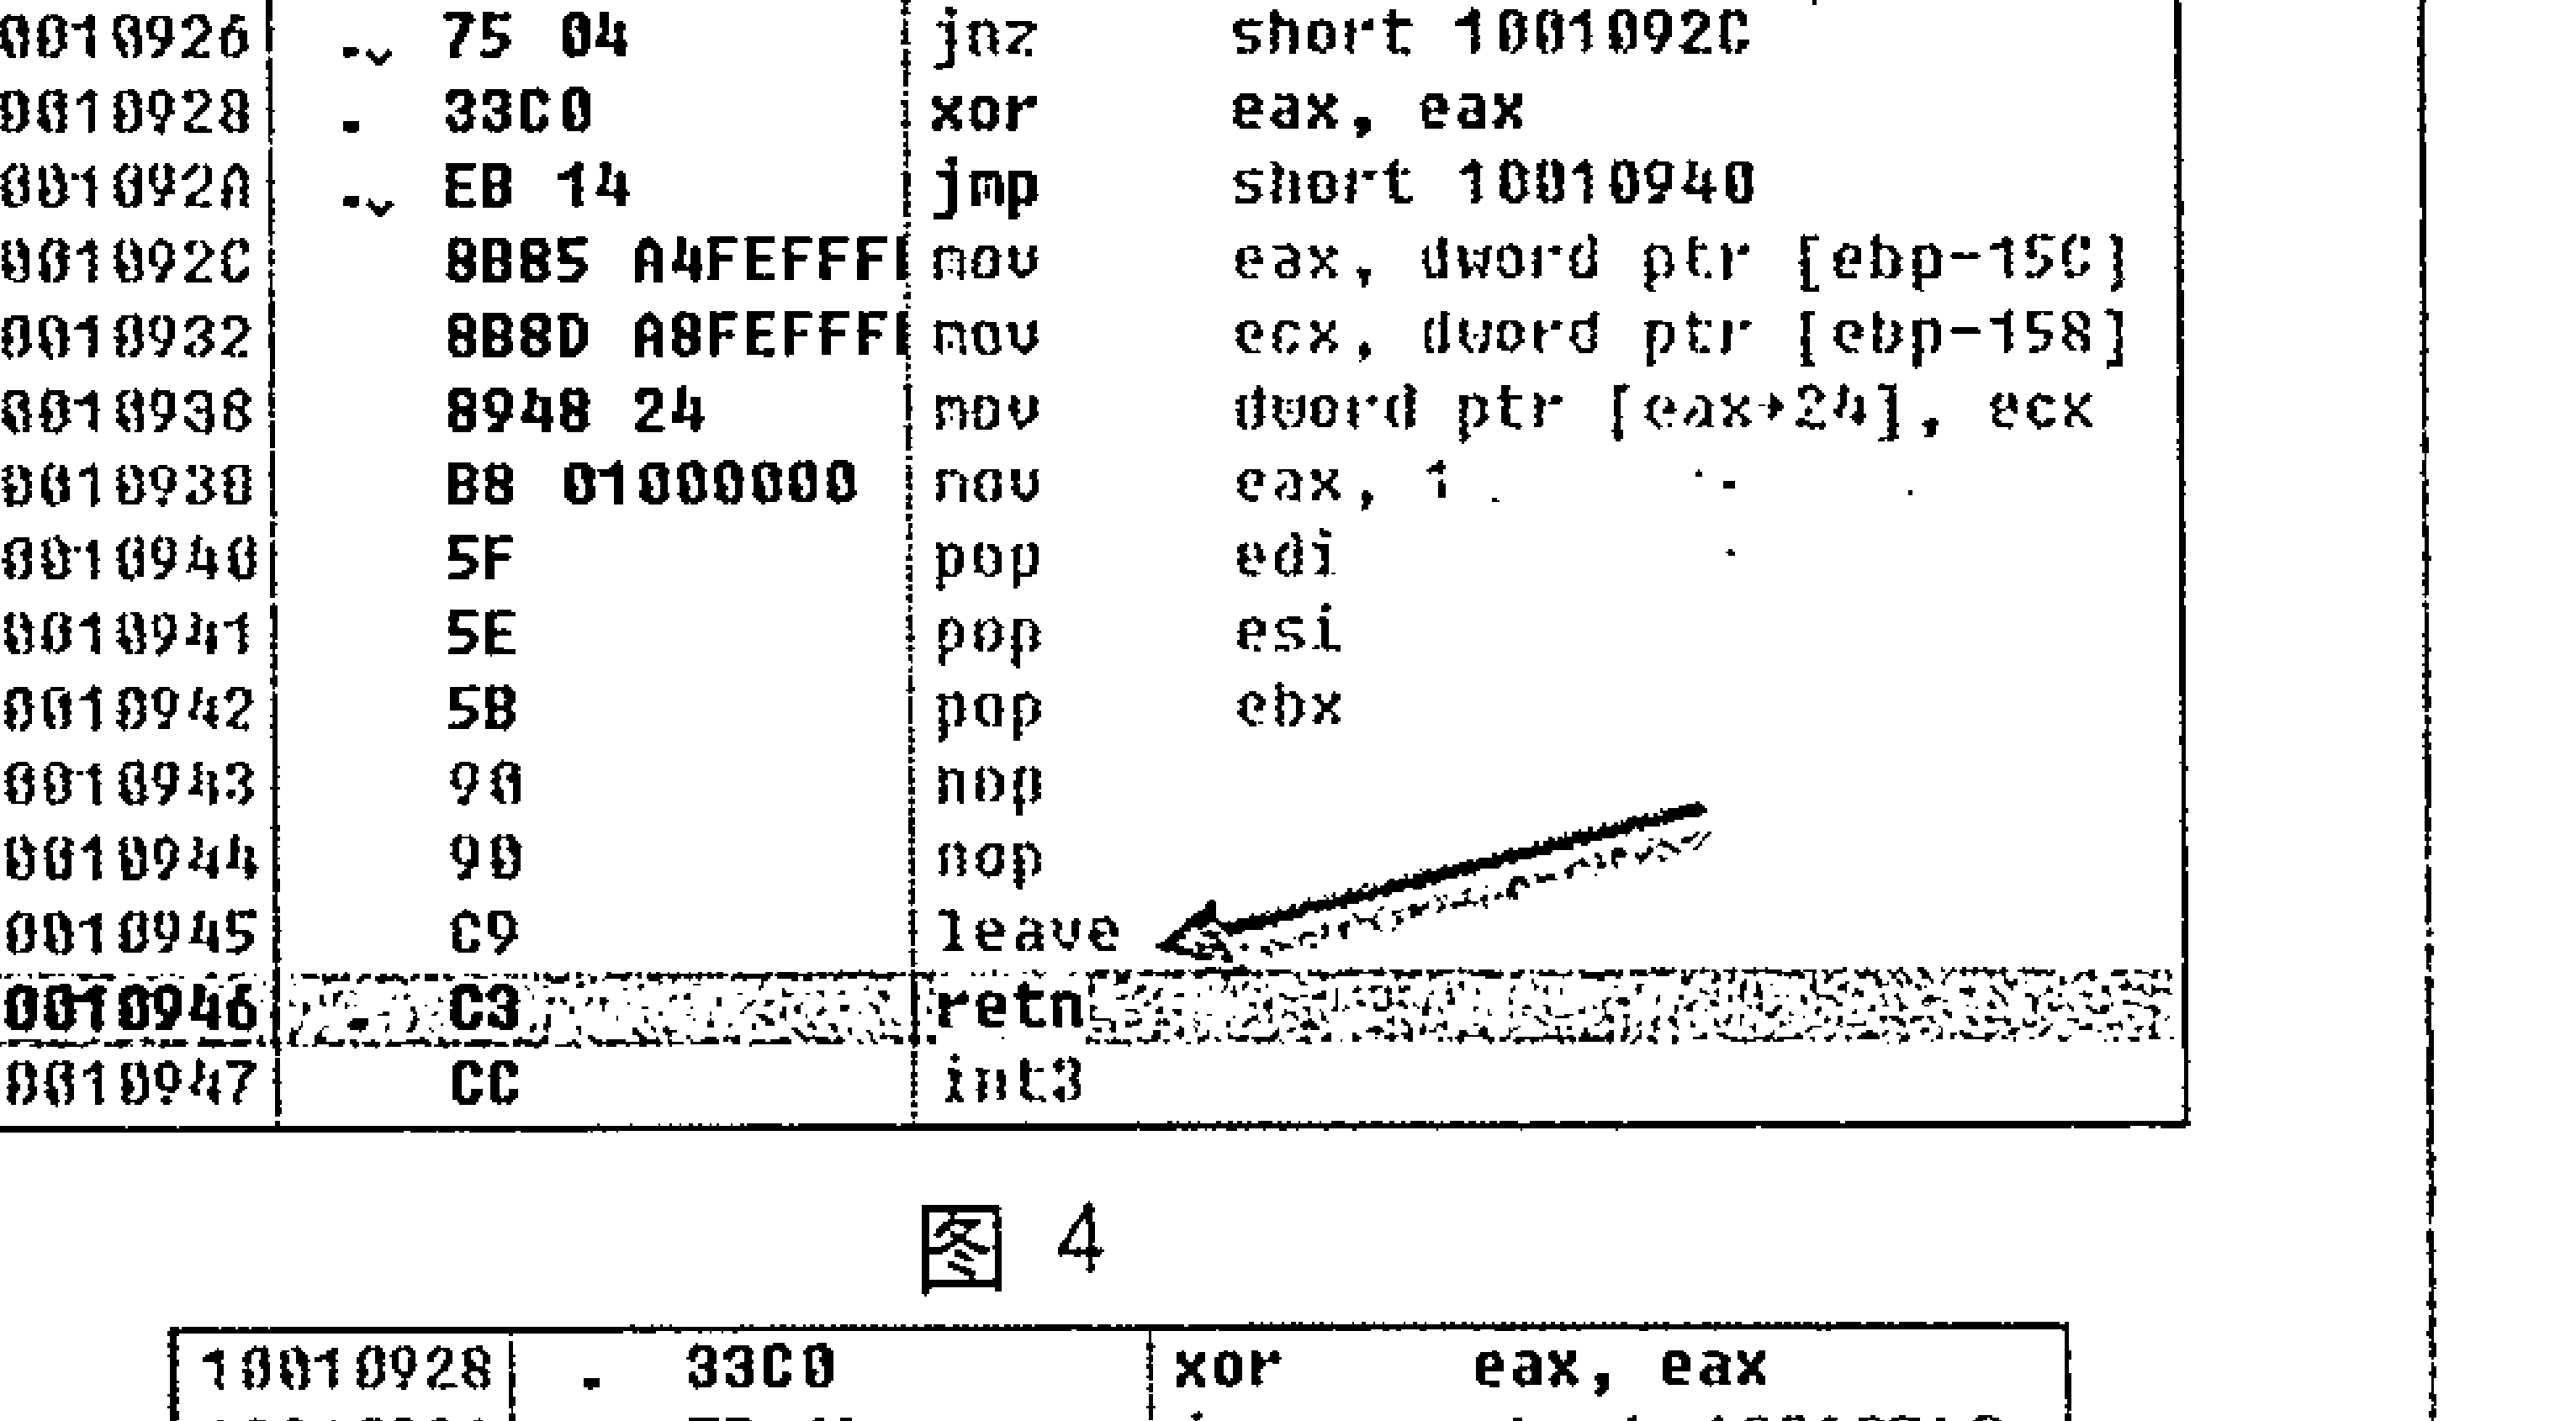 0010926 .⌄ 75 04 jnz short 1001092C
0010928 . 33C0 xor eax, eax
001092A .⌄ EB 14 jmp short 10010940
001092C 8B85 A4FEFFFF mov eax, dword ptr [ebp-15C]
0010932 8B8D A8FEFFFF mov ecx, dword ptr [ebp-158]
0010938 8948 24 mov dword ptr [eax+24], ecx
001093B B8 01000000 mov eax, 1
0010940 5F pop edi
0010941 5E pop esi
0010942 5B pop ebx
0010943 90 nop
0010944 90 nop
0010945 C9 leave
0010946 . C3 retn
0010947 CC int3
图 4
10010928 . 33C0 xor eax, eax